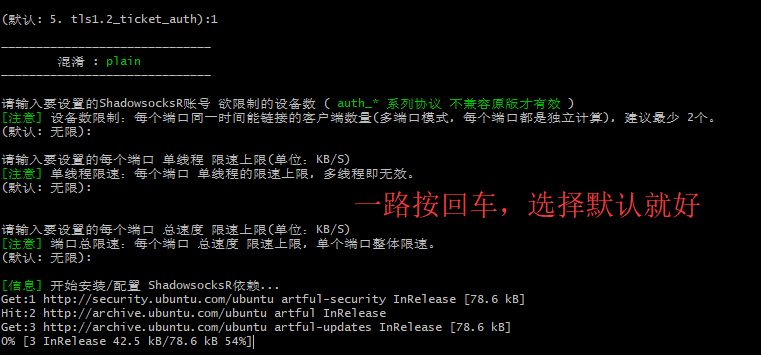 (默认: 5. tls1.2_ticket_auth):1
——————————————————————————————
混淆 : plain
——————————————————————————————
请输入要设置的ShadowsocksR账号 欲限制的设备数 ( auth_* 系列协议 不兼容原版才有效 )
[注意] 设备数限制: 每个端口同一时间能链接的客户端数量(多端口模式, 每个端口都是独立计算), 建议最少 2个。
(默认: 无限):
请输入要设置的每个端口 单线程 限速上限(单位: KB/S)
[注意] 单线程限速: 每个端口 单线程的限速上限, 多线程即无效。
(默认: 无限):
一路按回车，选择默认就好
请输入要设置的每个端口 总速度 限速上限(单位: KB/S)
[注意] 端口总限速: 每个端口 总速度 限速上限, 单个端口整体限速。
(默认: 无限):
[信息] 开始安装/配置 ShadowsocksR依赖...
Get:1 http://security.ubuntu.com/ubuntu artful-security InRelease [78.6 kB]
Hit:2 http://archive.ubuntu.com/ubuntu artful InRelease
Get:3 http://archive.ubuntu.com/ubuntu artful-updates InRelease [78.6 kB]
0% [3 InRelease 42.5 kB/78.6 kB 54%]